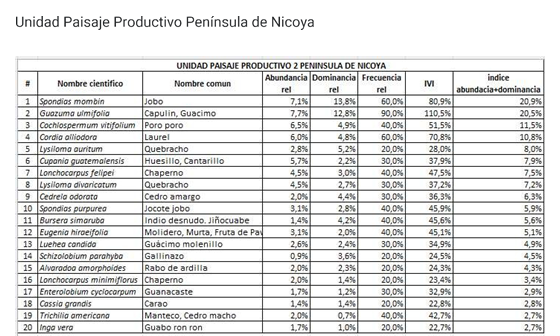 Unidad Paisaje Productivo Península de Nicoya
UNIDAD PAISAJE PRODUCTIVO 2 PENINSULA DE NICOYA
# Nombre cientifico Nombre comun Abundancia rel Dominancia rel Frecuencia rel IVI indice abundacia+dominancia
1 Spondias mombin Jobo 7,1% 13,8% 60,0% 80,9% 20,9%
2 Guazuma ulmifolia Capulin, Guacimo 7,7% 12,8% 90,0% 110,5% 20,7%
3 Cochlospermum vitifolium Poro poro 6,5% 4,9% 40,0% 51,5% 11,5%
4 Cordia alliodora Laurel 6,0% 4,8% 60,0% 70,8% 10,8%
5 Lysiloma auritum Quebracho 2,8% 5,2% 20,0% 28,0% 8,0%
6 Cupania guatemalensis Huesillo, Cantarillo 5,7% 2,2% 30,0% 37,9% 7,9%
7 Lonchocarpus felipei Chaperno 4,5% 3,0% 40,0% 47,5% 7,5%
8 Lysiloma divaricatum Quebracho 4,5% 2,7% 30,0% 37,2% 7,2%
9 Cedrela odorata Cedro amargo 2,0% 4,4% 30,0% 36,3% 6,3%
10 Spondias purpurea Jocote jobo 3,1% 2,8% 40,0% 45,9% 5,9%
11 Bursera simaruba Indio desnudo. Jiñocuabe 1,4% 4,2% 40,0% 45,6% 5,6%
12 Eugenia hiraefolia Molidero, Murta, Fruta de Pav 3,1% 2,0% 40,0% 45,1% 5,1%
13 Luehea candida Guácimo molenillo 2,6% 2,4% 30,0% 34,9% 4,9%
14 Schizolobium parahyba Gallinazo 0,9% 3,6% 20,0% 24,5% 4,5%
15 Alvaradoa amorphoides Rabo de ardilla 2,0% 2,3% 20,0% 24,3% 4,3%
16 Lonchocarpus minimiflorus Chaperno 2,0% 1,4% 20,0% 23,4% 3,4%
17 Enterolobium cyclocarpum Guanacaste 1,7% 1,2% 30,0% 32,9% 2,9%
18 Cassia grandis Carao 1,4% 1,4% 20,0% 22,8% 2,8%
19 Trichilia americana Manteco, Cedro macho 2,0% 0,7% 40,0% 42,7% 2,7%
20 Inga vera Guabo ron ron 1,7% 1,0% 20,0% 22,7% 2,7%